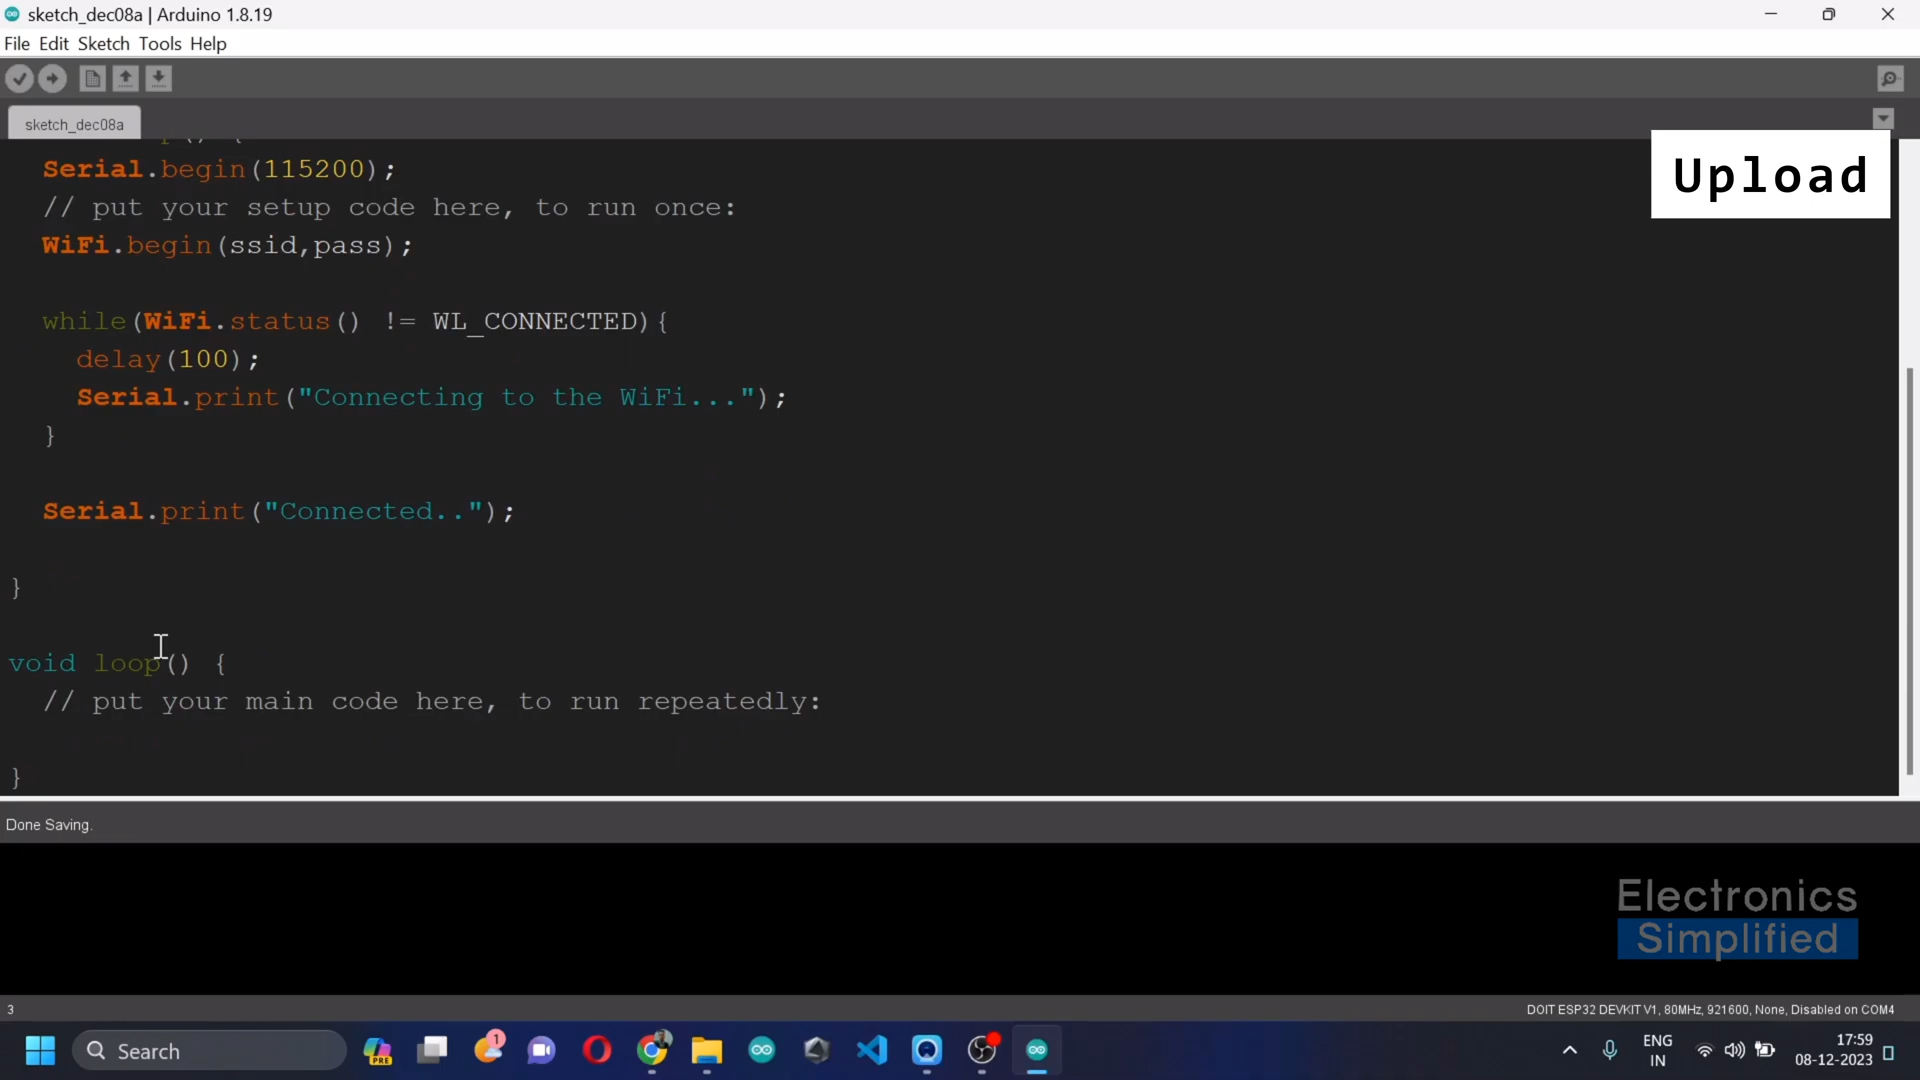 sketch_dec08a | Arduino 1.8.19
File Edit Sketch Tools Help
sketch_dec08a
Upload
Serial.begin(115200);
// put your setup code here, to run once:
WiFi.begin(ssid,pass);
while(WiFi.status() != WL_CONNECTED){
delay(100);
Serial.print("Connecting to the WiFi...");
}
Serial.print("Connected..");
}
void loop() {
// put your main code here, to run repeatedly:
}
Done Saving.
Electronics
Simplified
3
DOIT ESP32 DEVKIT V1, 80MHz, 921600, None, Disabled on COM4
Search
PRE
1
ENG
IN
17:59
08-12-2023